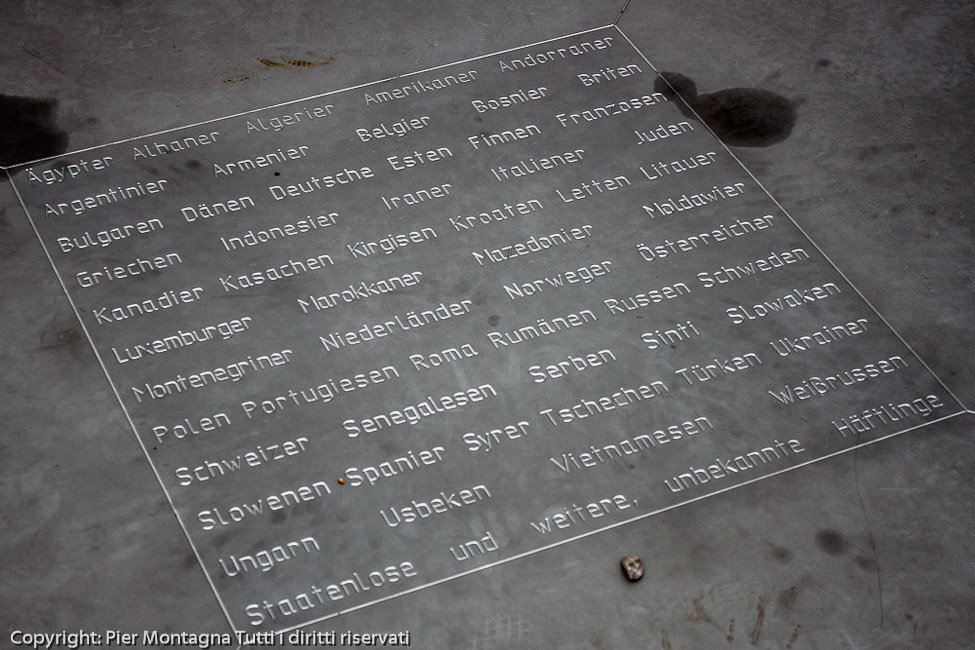 Ägypter Albaner Algerier Amerikaner Andorraner
Argentinier Armenier Belgier Bosnier Briten
Bulgaren Dänen Deutsche Esten Finnen Franzosen
Griechen Indonesier Iraner Italiener Juden
Kanadier Kasachen Kirgisen Kroaten Letten Litauer
Luxemburger Marokkaner Mazedonier Moldawier
Montenegriner Niederländer Norweger Österreicher
Polen Portugiesen Roma Rumänen Russen Schweden
Schweizer Senegalesen Serben Sinti Slowaken
Slowenen Spanier Syrer Tschechen Türken Ukrainer
Ungarn Usbeken Vietnamesen Weißrussen
Staatenlose und weitere, unbekannte Häftlinge
Copyright: Pier Montagna Tutti I diritti riservati